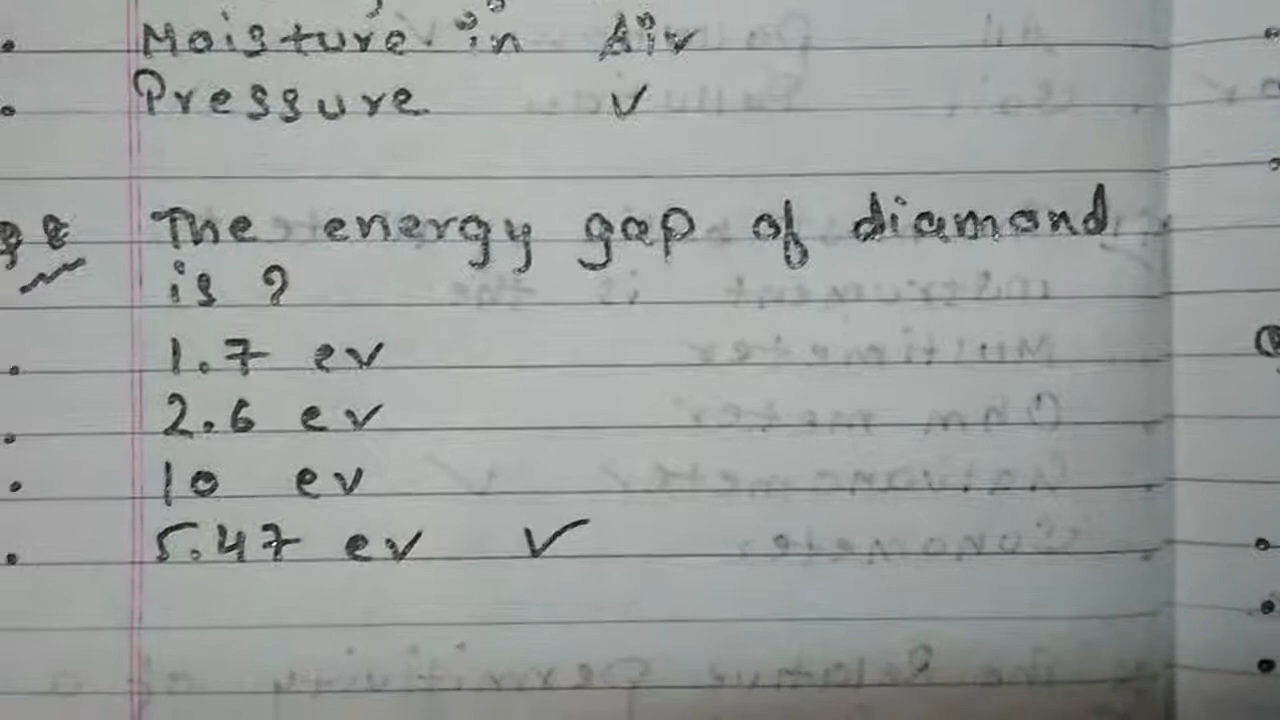 Moisture in Air
Pressure ✓
The energy gap of diamond
is ?
1.7 ev
2.6 ev
10 ev
5.47 ev ✓